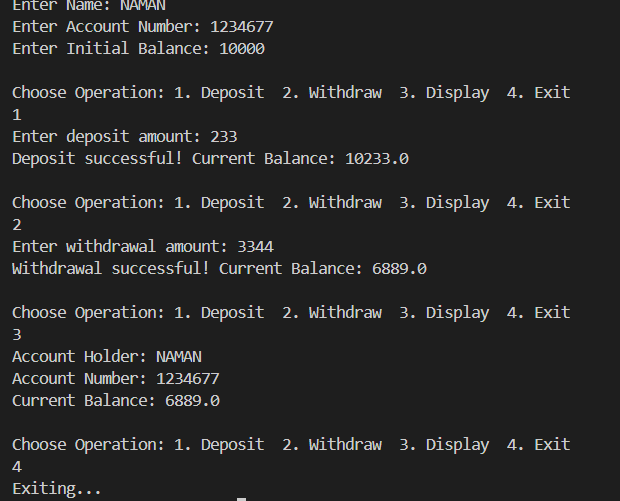 Enter Name: NAMAN
Enter Account Number: 1234677
Enter Initial Balance: 10000
Choose Operation: 1. Deposit  2. Withdraw  3. Display  4. Exit
1
Enter deposit amount: 233
Deposit successful! Current Balance: 10233.0
Choose Operation: 1. Deposit  2. Withdraw  3. Display  4. Exit
2
Enter withdrawal amount: 3344
Withdrawal successful! Current Balance: 6889.0
Choose Operation: 1. Deposit  2. Withdraw  3. Display  4. Exit
3
Account Holder: NAMAN
Account Number: 1234677
Current Balance: 6889.0
Choose Operation: 1. Deposit  2. Withdraw  3. Display  4. Exit
4
Exiting...